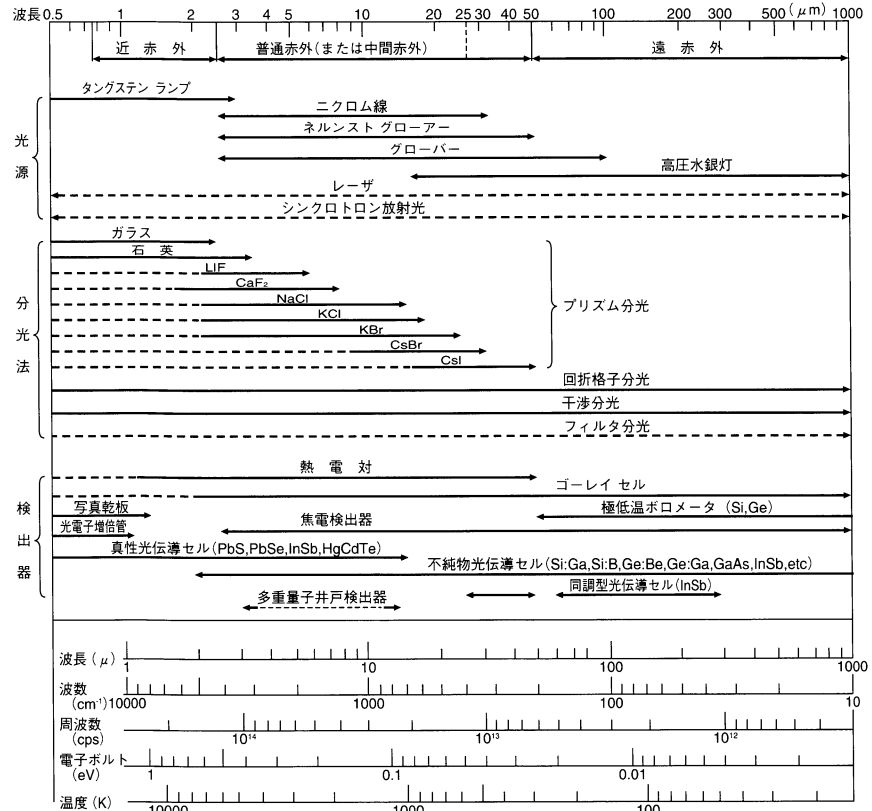 波長 0.5 1 2 3 4 5 10 20 25 30 40 50 100 200 300 500 (μm) 1000
近 赤 外 普通赤外(または中間赤外) 遠 赤 外
光源
タングステン ランプ
ニクロム線
ネルンスト グローアー
グローバー
高圧水銀灯
レーザ
シンクロトロン放射光
分光法
ガラス
石 英
LIF
CaF₂
NaCl
KCl
KBr
CsBr
CsI
プリズム分光
回折格子分光
干渉分光
フィルタ分光
検出器
熱 電 対
ゴーレイ セル
写真乾板 極低温ボロメータ(Si,Ge)
光電子増倍管 焦電検出器
真性光伝導セル(PbS,PbSe,InSb,HgCdTe)
不純物光伝導セル(Si:Ga,Si:B,Ge:Be,Ge:Ga,GaAs,InSb,etc)
同調型光伝導セル(InSb)
多重量子井戸検出器
波長(μ) 1 10 100 1000
波数
(cm⁻¹) 10000 1000 100 10
周波数
(cps) 10¹⁴ 10¹³ 10¹²
電子ボルト
(eV) 1 0.1 0.01
温度(K) 10000 1000 100